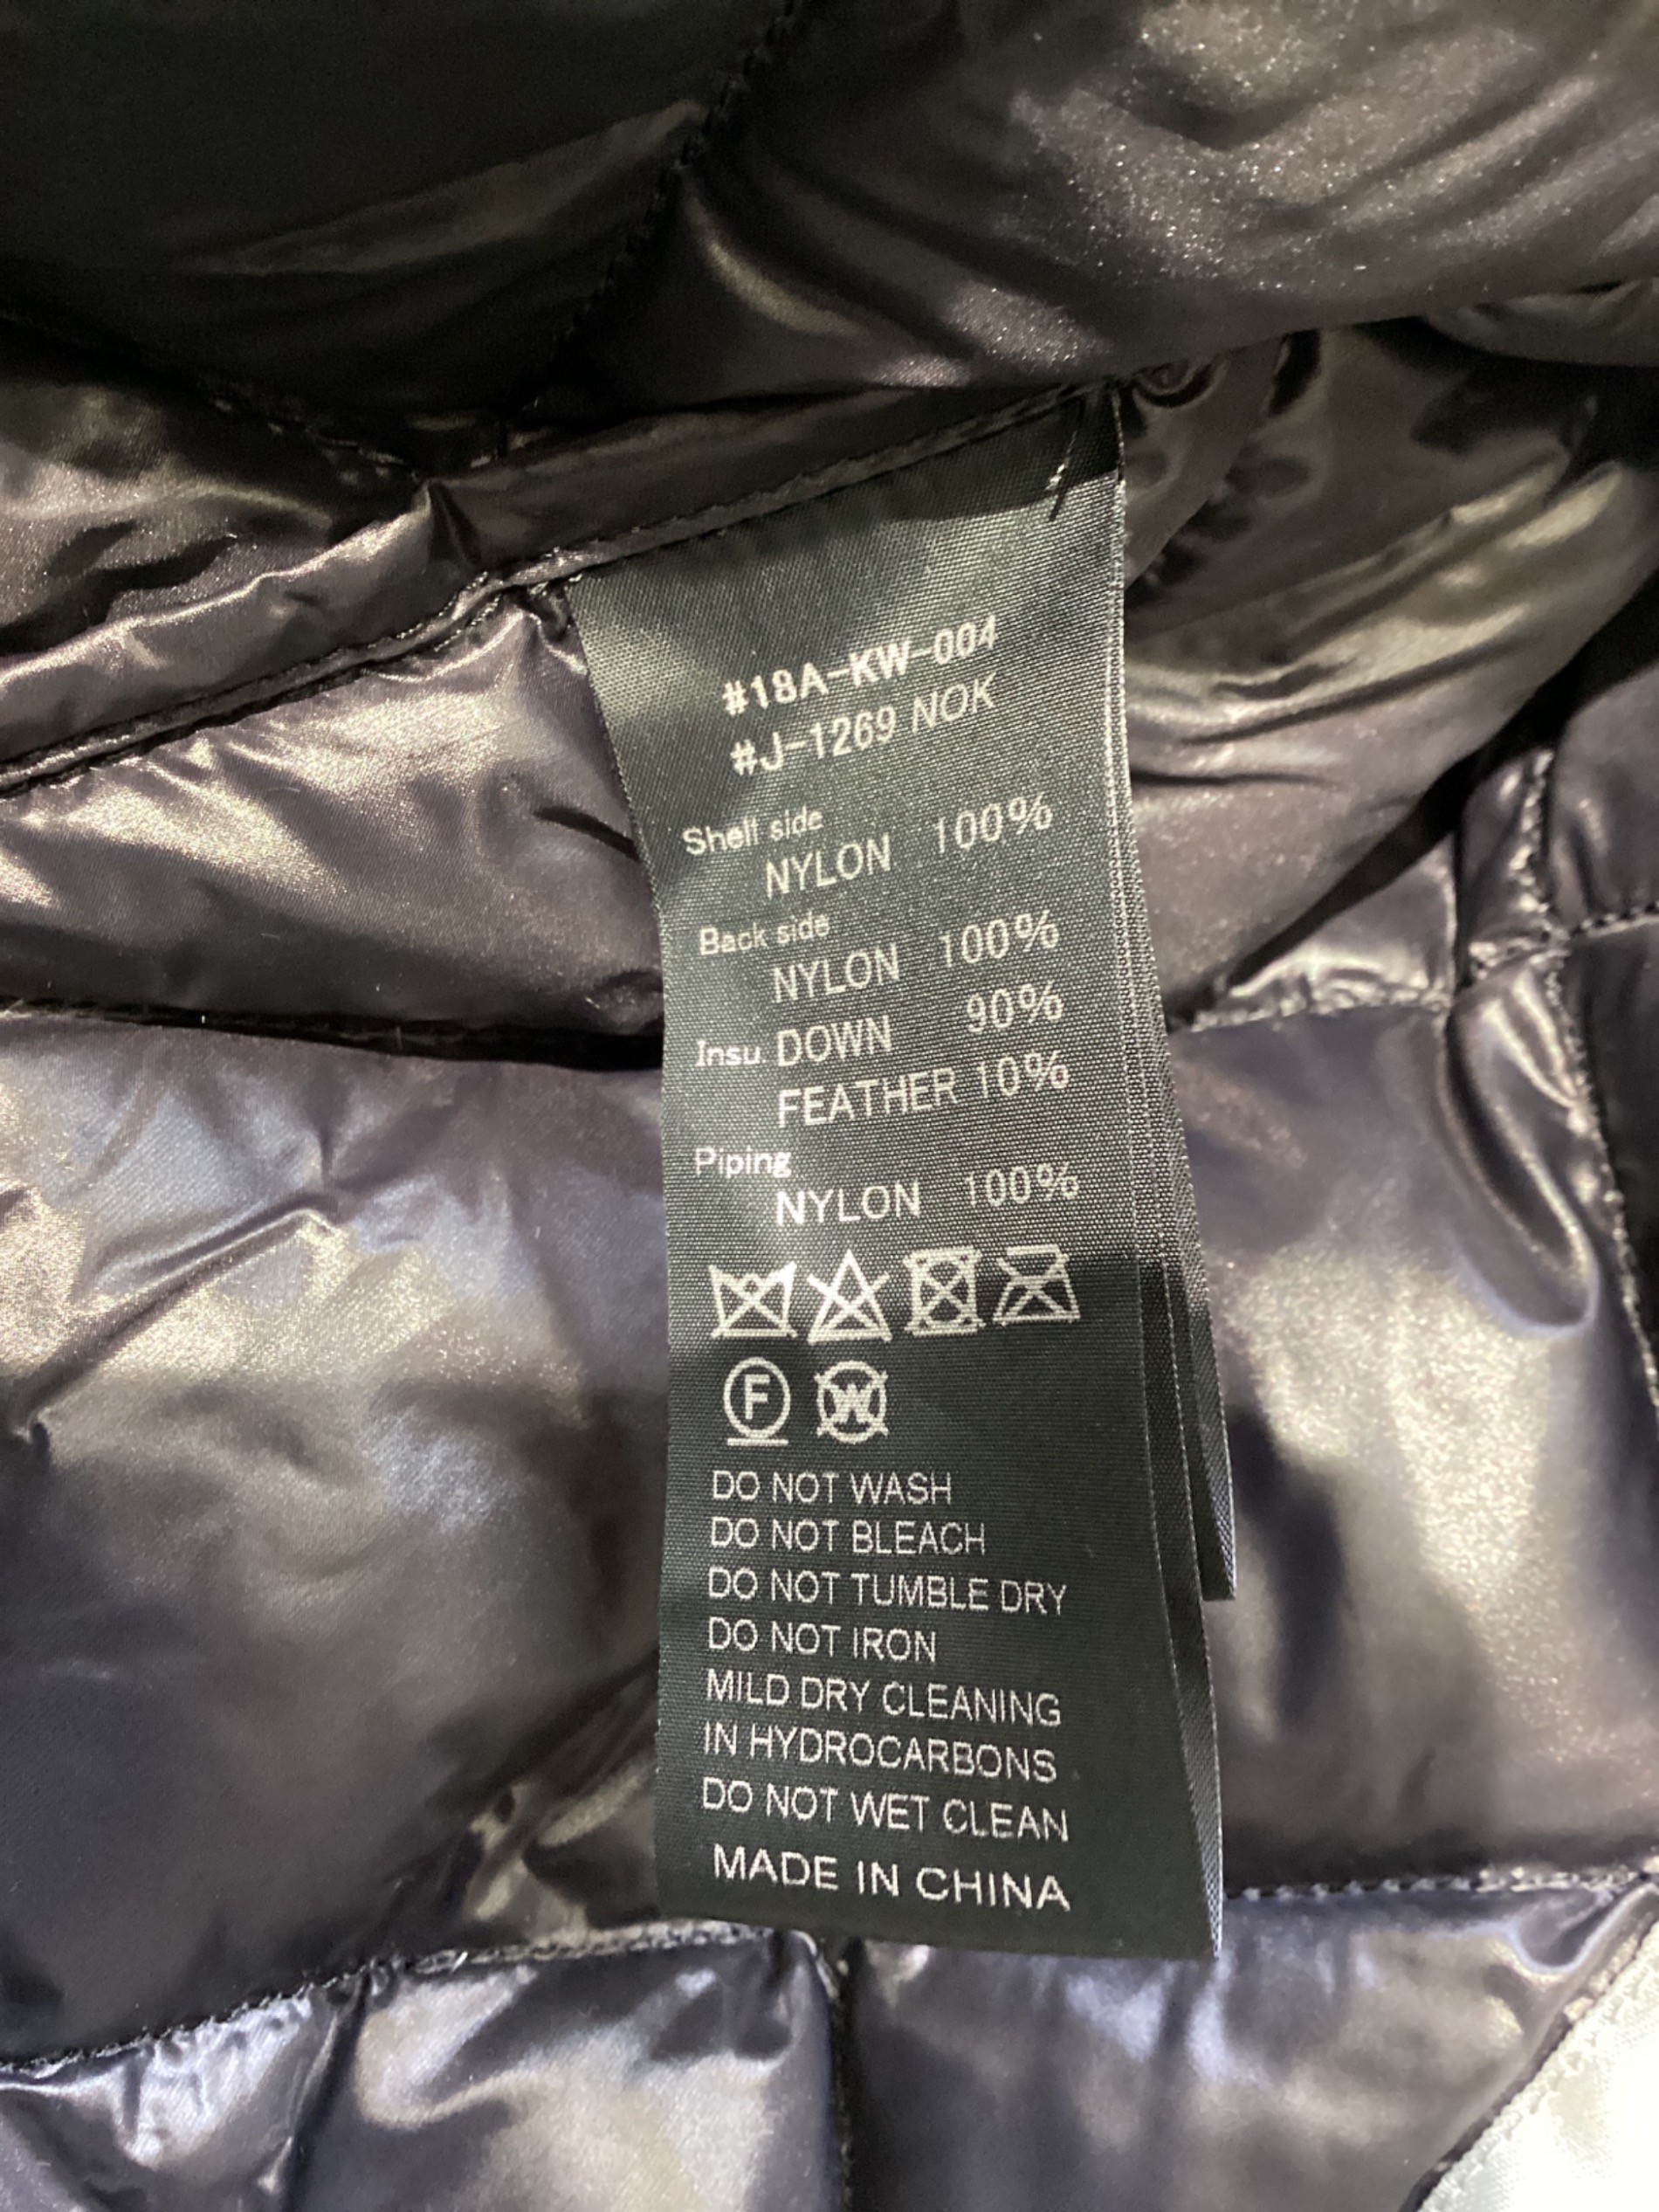 #18A-KW-004
#J-1269 NOK
Shell side
NYLON 100%
Back side
NYLON 100%
Insu DOWN 90%
FEATHER 10%
Piping
NYLON 100%
F W
DO NOT WASH
DO NOT BLEACH
DO NOT TUMBLE DRY
DO NOT IRON
MILD DRY CLEANING
IN HYDROCARBONS
DO NOT WET CLEAN
MADE IN CHINA